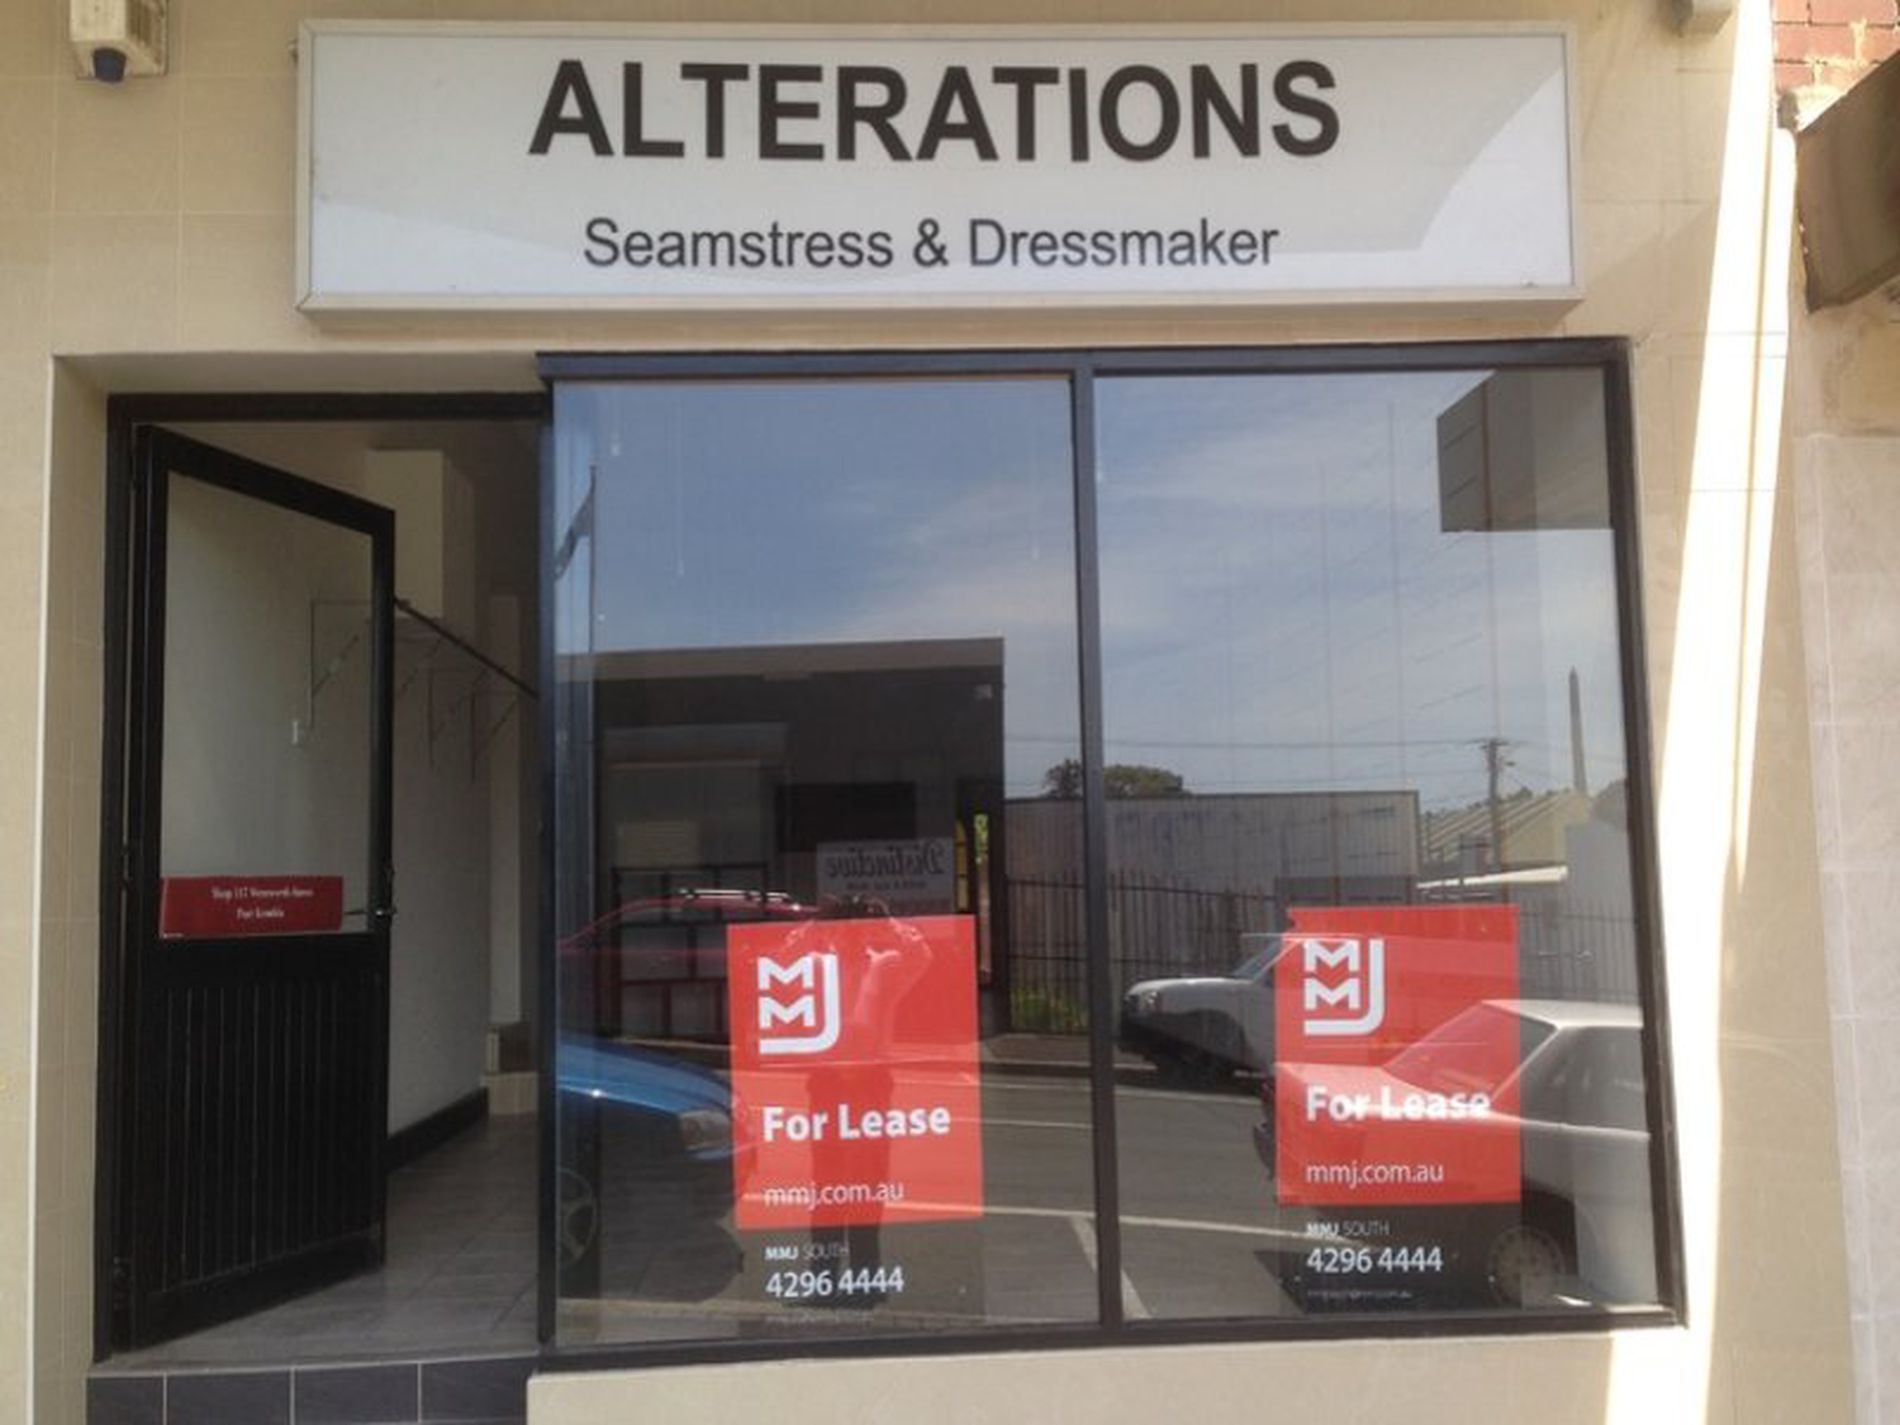 ALTERATIONS
Seamstress & Dressmaker
MMJ
For Lease
mmj.com.au
MMJ SOUTH
4296 4444
MMJ
For Lease
mmj.com.au
MMJ SOUTH
4296 4444
Distinctive